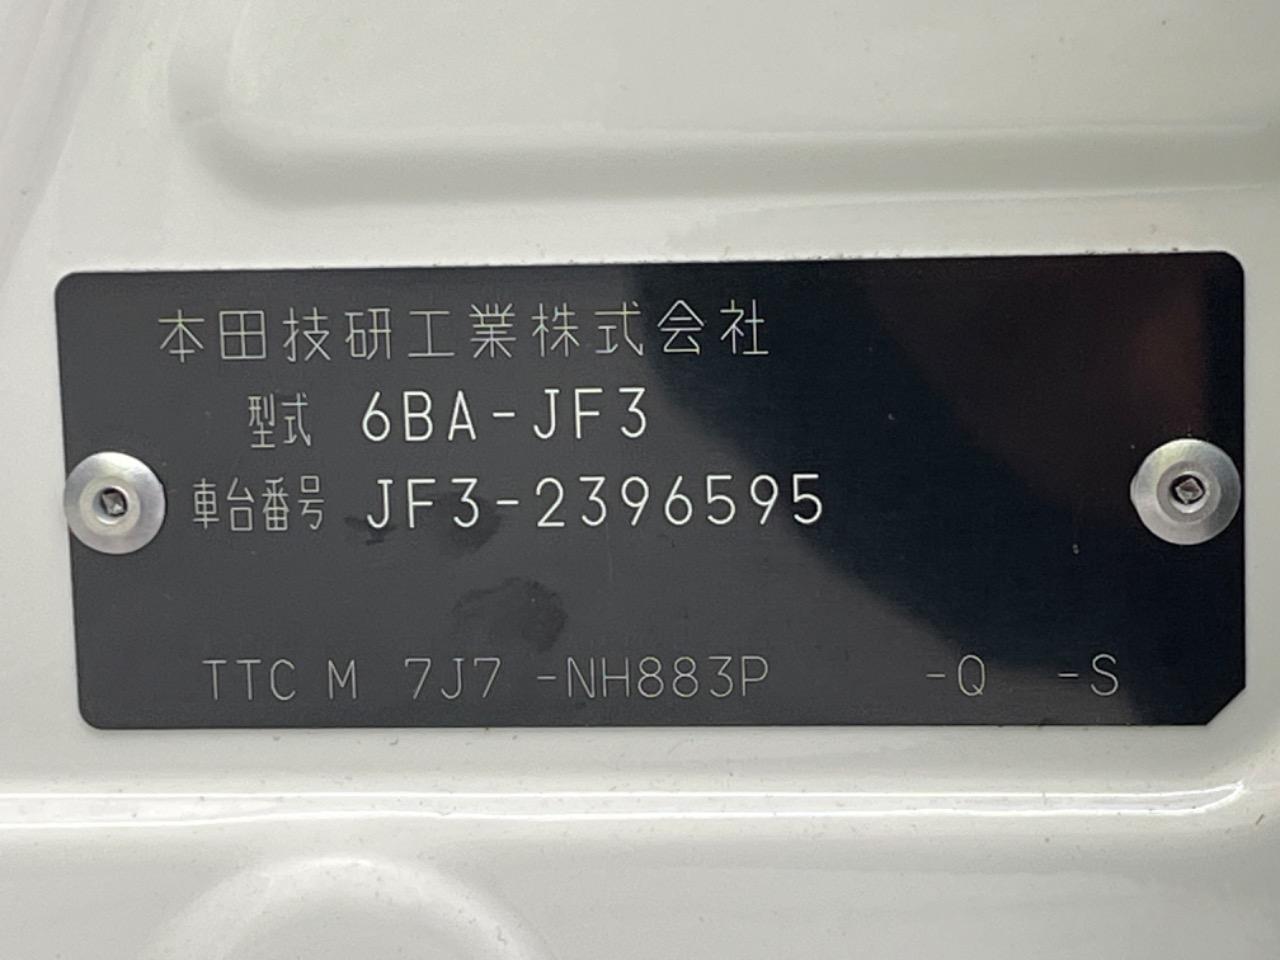 本田技研工業株式会社
型式 6BA-JF3
車台番号 JF3-2396595
TTC M 7J7 -NH883P -Q -S